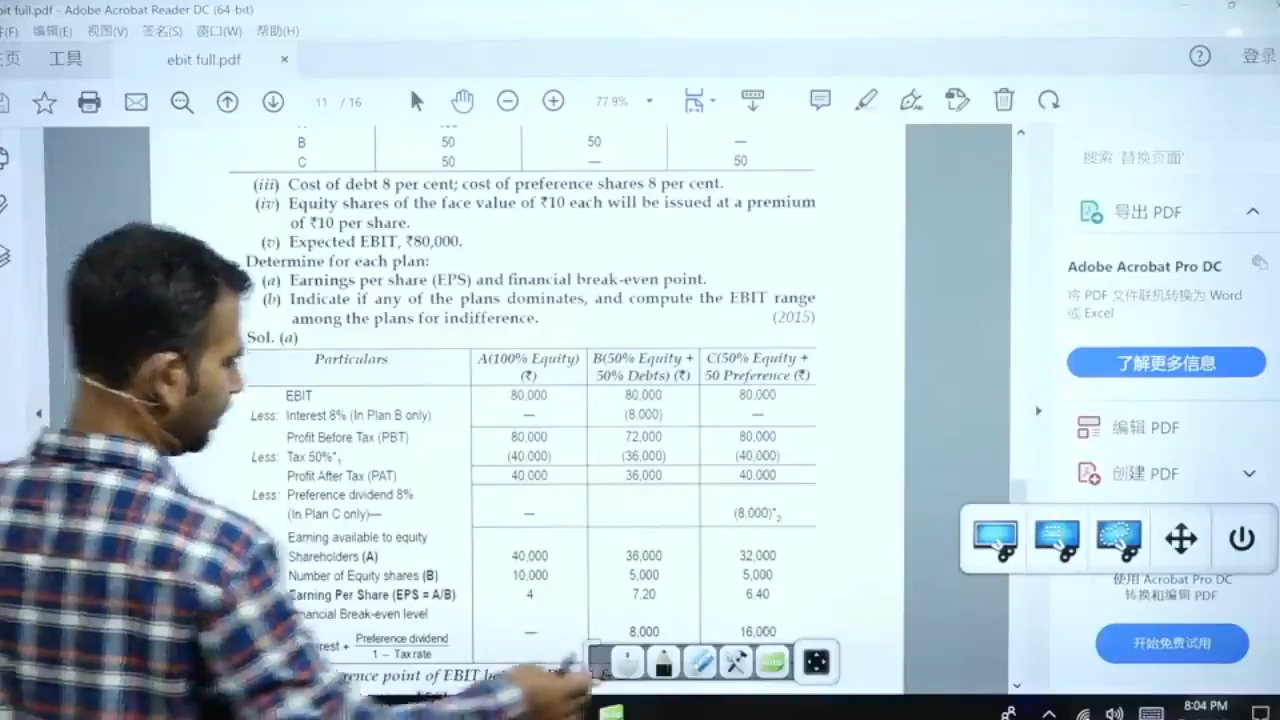 bit full.pdf - Adobe Acrobat Reader DC (64-bit)
编辑(E) 视图(V) 签名(S) 窗口(W) 帮助(H)
工具 ebit full.pdf × 登录
11 / 16 77.9%
B 50 50 —
C 50 — 50
(iii) Cost of debt 8 per cent; cost of preference shares 8 per cent.
(iv) Equity shares of the face value of ₹10 each will be issued at a premium
of ₹10 per share.
(v) Expected EBIT, ₹80,000.
Determine for each plan:
(a) Earnings per share (EPS) and financial break-even point.
(b) Indicate if any of the plans dominates, and compute the EBIT range
among the plans for indifference. (2015)
Sol. (a)
Particulars A(100% Equity) B(50% Equity + C(50% Equity +
(₹) 50% Debts) (₹) 50 Preference (₹)
EBIT 80,000 80,000 80,000
Less: Interest 8% (In Plan B only) — (8,000) —
Profit Before Tax (PBT) 80,000 72,000 80,000
Less: Tax 50%*1 (40,000) (36,000) (40,000)
Profit After Tax (PAT) 40,000 36,000 40,000
Less: Preference dividend 8%
(In Plan C only)— — (8,000)*2
Earning available to equity
Shareholders (A) 40,000 36,000 32,000
Number of Equity shares (B) 10,000 5,000 5,000
Earning Per Share (EPS = A/B) 4 7.20 6.40
nancial Break-even level
— 8,000 16,000
rest + Preference dividend
1 – Tax rate
rence point of EBIT
搜索 '替换页面'
导出 PDF
Adobe Acrobat Pro DC
将 PDF 文件联机转换为 Word
或 Excel
了解更多信息
编辑 PDF
创建 PDF
使用 Acrobat Pro DC
转换和编辑 PDF
开始免费试用
8:04 PM